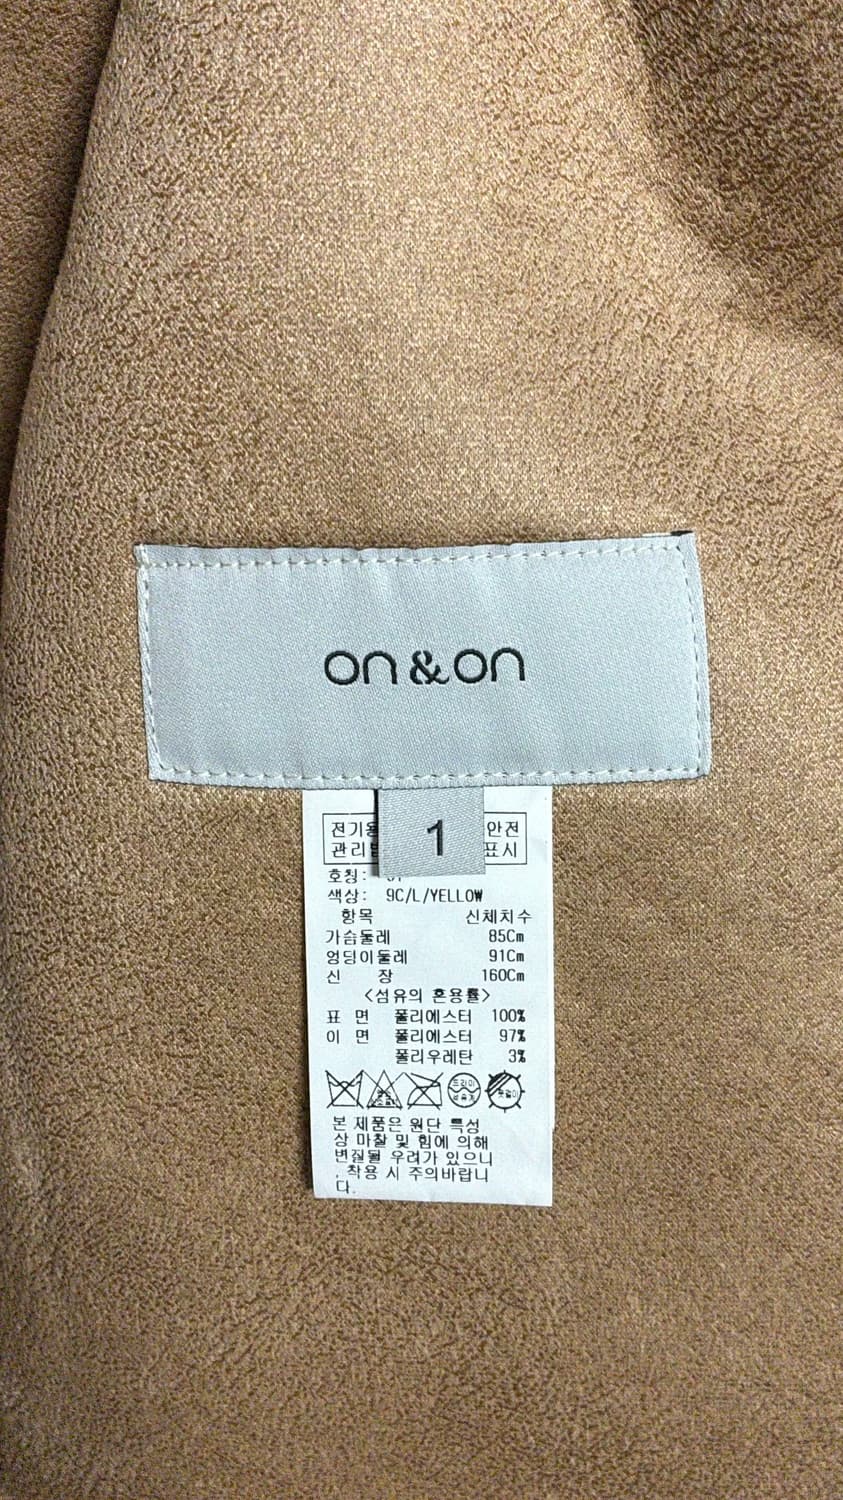 on&on
1
전기용 안전
관리법 표시
호칭:
색상: 9C/L/YELLOW
항목 신체치수
가슴둘레 85Cm
엉덩이둘레 91Cm
신 장 160Cm
<섬유의 혼용률>
표 면 폴리에스터 100%
이 면 폴리에스터 97%
폴리우레탄 3%
드라이
본 제품은 원단 특성
상 마찰 및 힘에 의해
변질될 우려가 있으니
, 착용 시 주의바랍니
다.